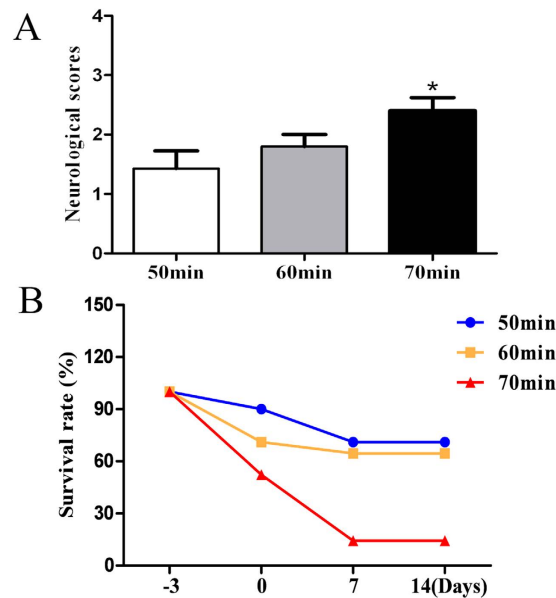 A
Neurological scores
4
3
2
1
0
*
50min
60min
70min
B
Survival rate (%)
150
120
90
60
30
0
50min
60min
70min
-3
0
7
14(Days)